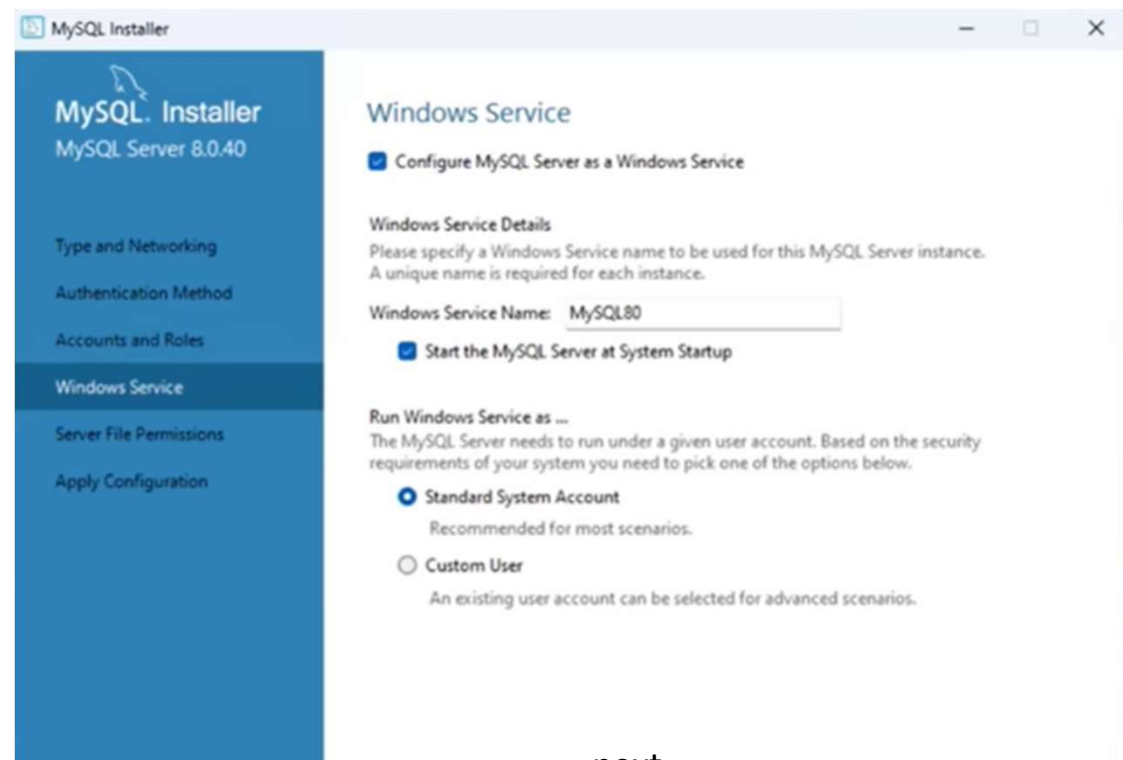 MySQL Installer
MySQL. Installer
MySQL Server 8.0.40
Type and Networking
Authentication Method
Accounts and Roles
Windows Service
Server File Permissions
Apply Configuration
Windows Service
Configure MySQL Server as a Windows Service
Windows Service Details
Please specify a Windows Service name to be used for this MySQL Server instance.
A unique name is required for each instance.
Windows Service Name: MySQL80
Start the MySQL Server at System Startup
Run Windows Service as ...
The MySQL Server needs to run under a given user account. Based on the security
requirements of your system you need to pick one of the options below.
Standard System Account
Recommended for most scenarios.
Custom User
An existing user account can be selected for advanced scenarios.
next